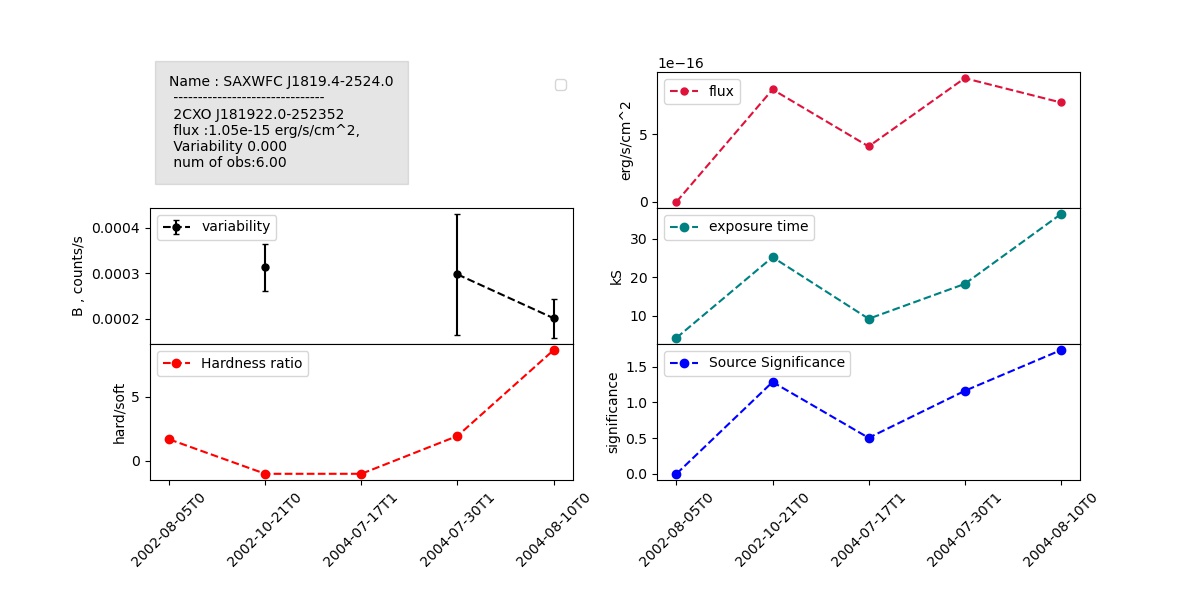 Name : SAXWFC J1819.4-2524.0
-------------------------------
2CXO J181922.0-252352
flux :1.05e-15 erg/s/cm^2,
Variability 0.000
num of obs:6.00
1e−16
flux
5
0
erg/s/cm^2
variability
0.0004
0.0003
0.0002
B , counts/s
exposure time
30
20
10
kS
Hardness ratio
5
0
hard/soft
Source Significance
1.5
1.0
0.5
0.0
significance
2002-08-05T0
2002-10-21T0
2004-07-17T1
2004-07-30T1
2004-08-10T0
2002-08-05T0
2002-10-21T0
2004-07-17T1
2004-07-30T1
2004-08-10T0